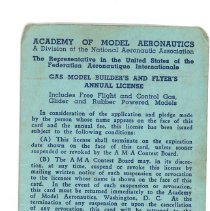 ACADEMY OF MODEL AERONAUTICS
A Division of the National Aeronautic Association
The Representative in the United States of the
Federation Aeronautique Internationale
GAS MODEL BUILDER'S AND FLYER'S
ANNUAL LICENSE
Includes Free Flight and Control Gas,
Glider and Rubber Powered Models
In consideration of the application and pledge made
by the person whose name appears on the face of this
card and the annual fee, this license has been issued
subject to the following conditions:
(A) This license shall terminate on the expiration
date shown on the face of this card, unless sooner
suspended or revoked by the A M A Contest Board.
(B) The A M A Contest Board may, in its discretion,
at any time, suspend or revoke this license by
mailing written notice of such suspension or revocation
to the licensee whose name is shown on the face of this
card. In the event of such suspension or revocation,
this card must be returned immediately to the Academy
of Model Aeronautics, Washington, D. C. At the
termination of any suspension or upon the conclusion
of any revocation, this card will be